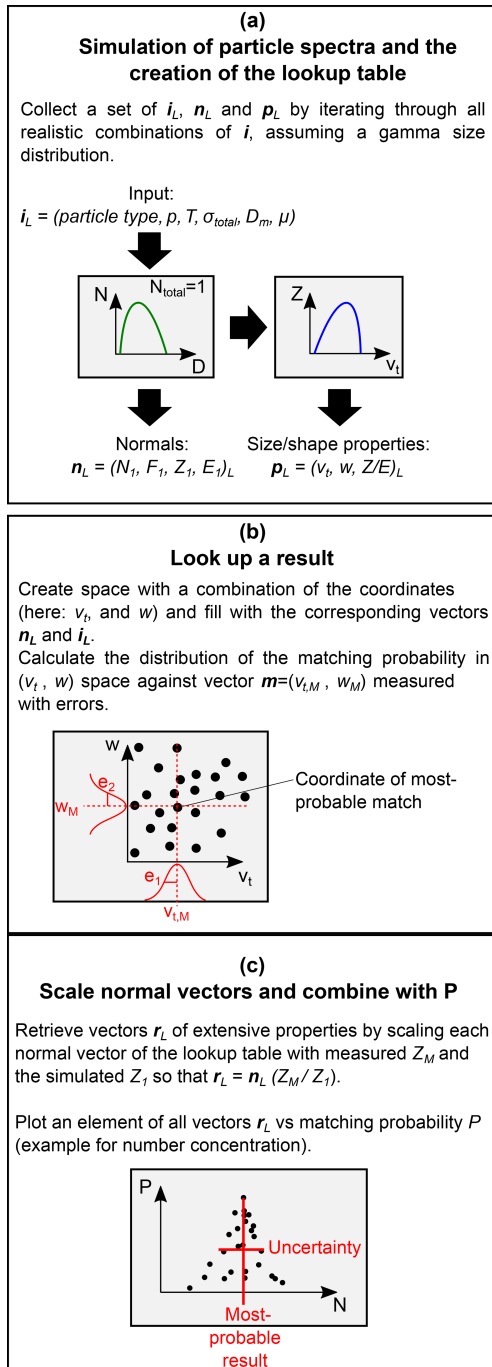 (a)
Simulation of particle spectra and the
creation of the lookup table
Collect a set of i_L, n_L and p_L by iterating through all
realistic combinations of i, assuming a gamma size
distribution.
Input:
i_L = (particle type, p, T, σ_total, D_m, μ)
N
N_total=1
D
Z
v_t
Normals:
n_L = (N_1, F_1, Z_1, E_1)_L
Size/shape properties:
p_L = (v_t, w, Z/E)_L
(b)
Look up a result
Create space with a combination of the coordinates
(here: v_t, and w) and fill with the corresponding vectors
n_L and i_L.
Calculate the distribution of the matching probability in
(v_t , w) space against vector m=(v_t,M , w_M) measured
with errors.
w
e_2
w_M
Coordinate of most-
probable match
v_t
e_1
v_t,M
(c)
Scale normal vectors and combine with P
Retrieve vectors r_L of extensive properties by scaling each
normal vector of the lookup table with measured Z_M and
the simulated Z_1 so that r_L = n_L (Z_M / Z_1).
Plot an element of all vectors r_L vs matching probability P
(example for number concentration).
P
Uncertainty
N
Most-
probable
result